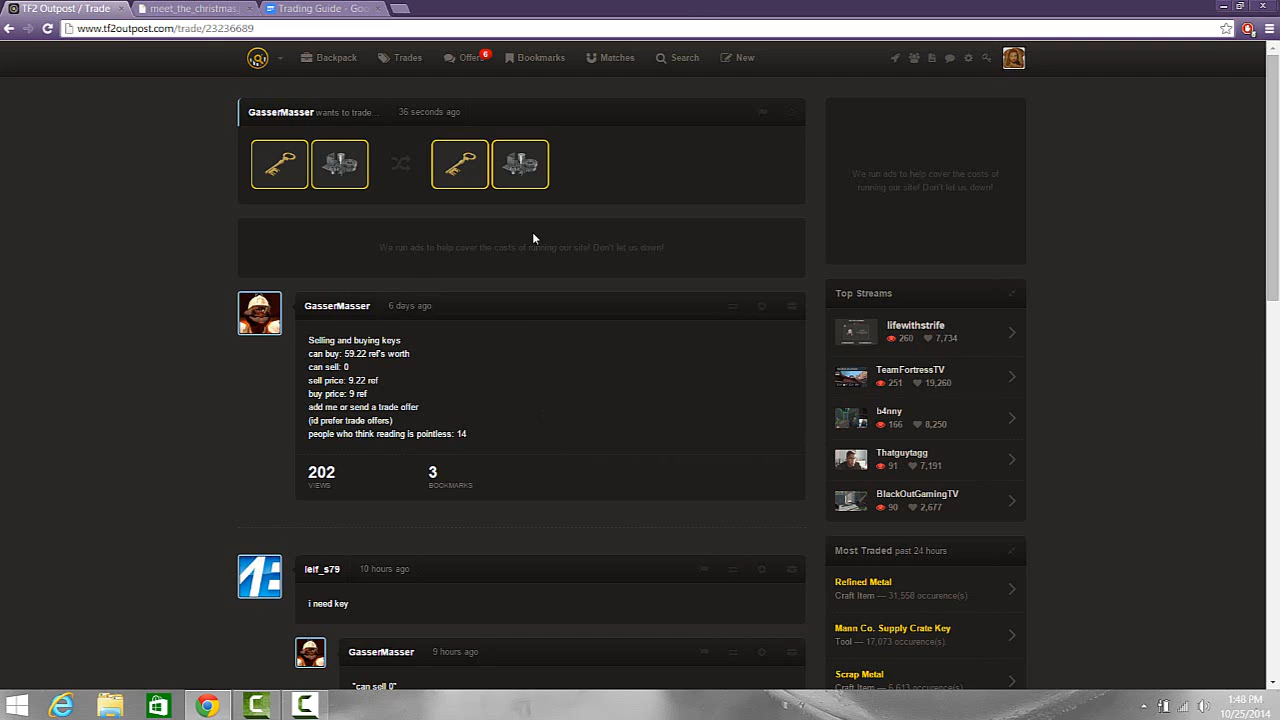 TF2 Outpost / Trade
meet_the_christmas_
Trading Guide - Goo
www.tf2outpost.com/trade/23236689
Backpack
Trades
Offers
6
Bookmarks
Matches
Search
New
GasserMasser wants to trade... 36 seconds ago
We run ads to help cover the costs of
running our site! Don't let us down!
We run ads to help cover the costs of running our site! Don't let us down!
GasserMasser 6 days ago
Selling and buying keys
can buy: 59.22 ref's worth
can sell: 0
sell price: 9.22 ref
buy price: 9 ref
add me or send a trade offer
(id prefer trade offers)
people who think reading is pointless: 14
202
VIEWS
3
BOOKMARKS
Top Streams
lifewithstrife
260 7,734
TeamFortressTV
251 19,260
b4nny
166 8,250
Thatguytagg
91 7,191
BlackOutGamingTV
90 2,677
leif_s79 10 hours ago
i need key
GasserMasser 9 hours ago
"can sell 0"
Most Traded past 24 hours
Refined Metal
Craft Item — 31,558 occurence(s)
Mann Co. Supply Crate Key
Tool — 17,073 occurence(s)
Scrap Metal
Craft Item — 6,613 occurence(s)
1:48 PM
10/25/2014